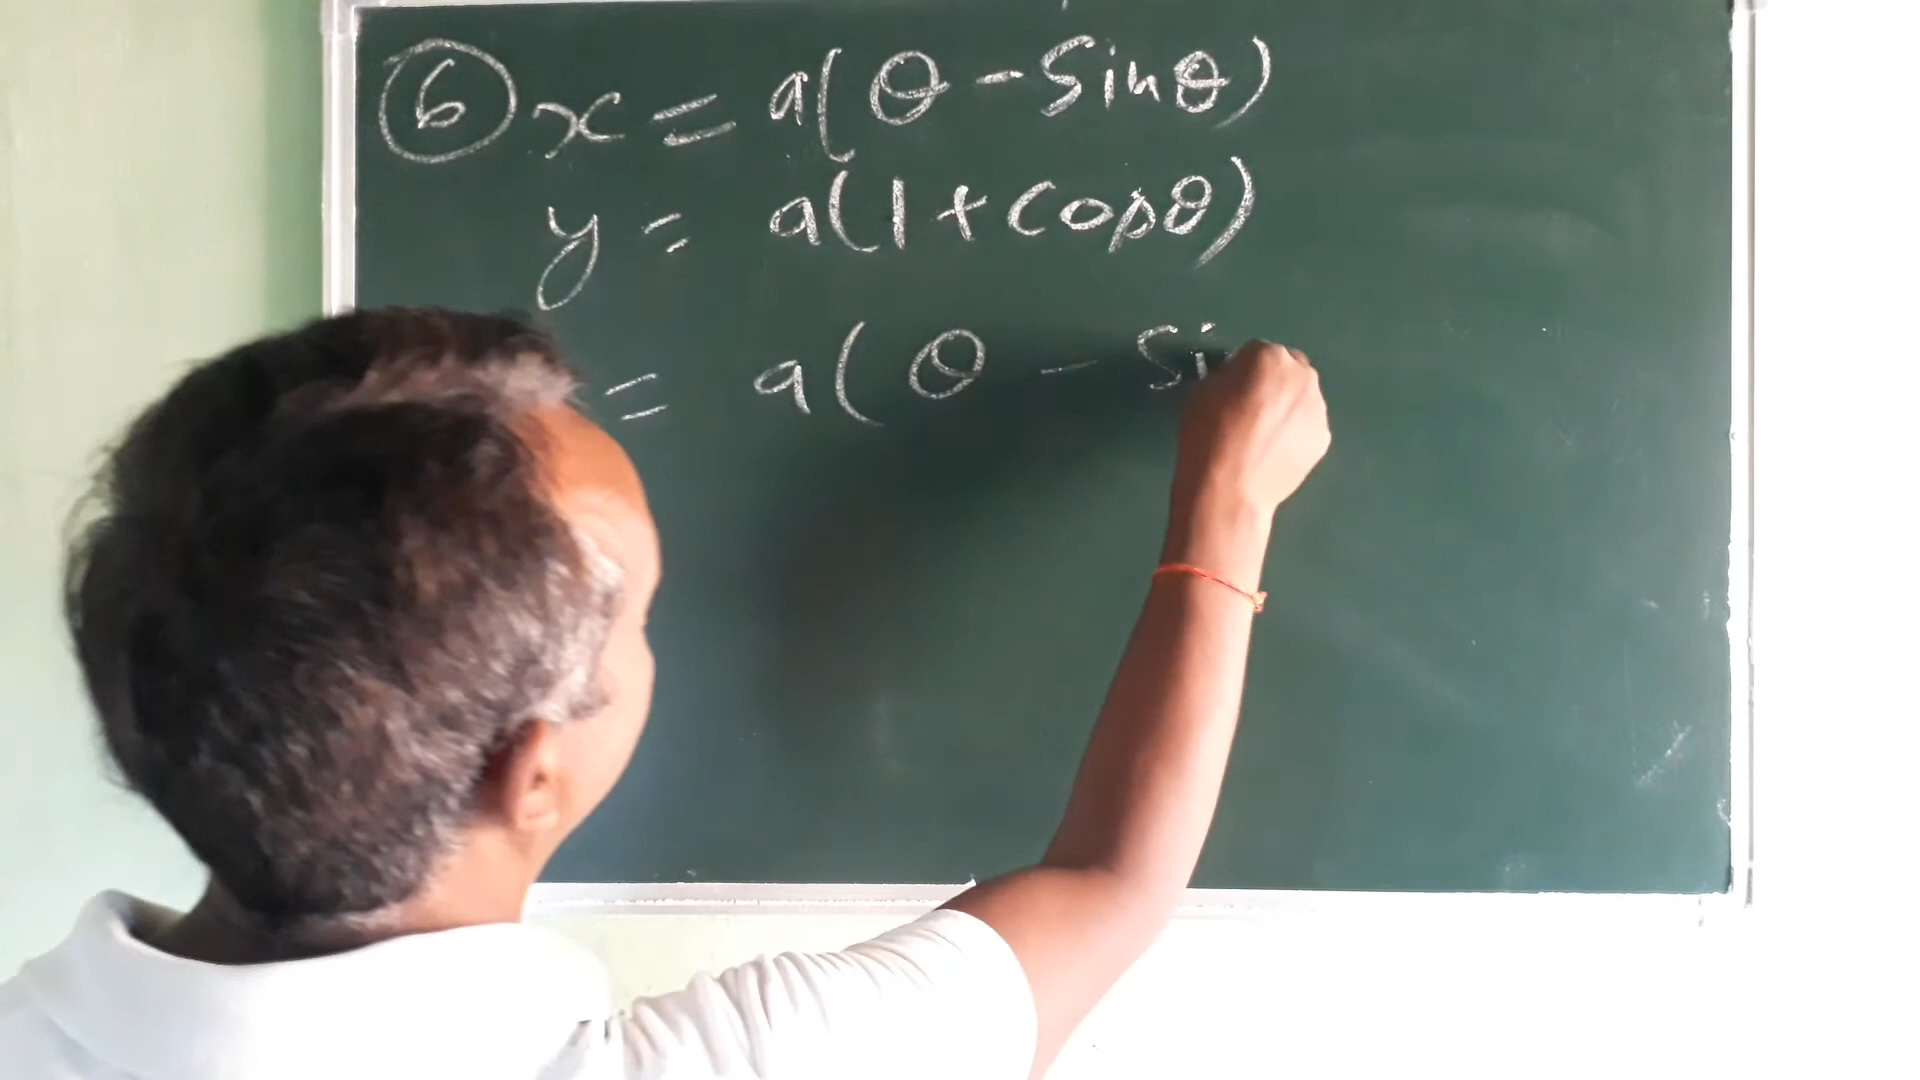 ⑥ x = a(θ - Sinθ)
y = a(1 + cosθ)
= a(θ - Si